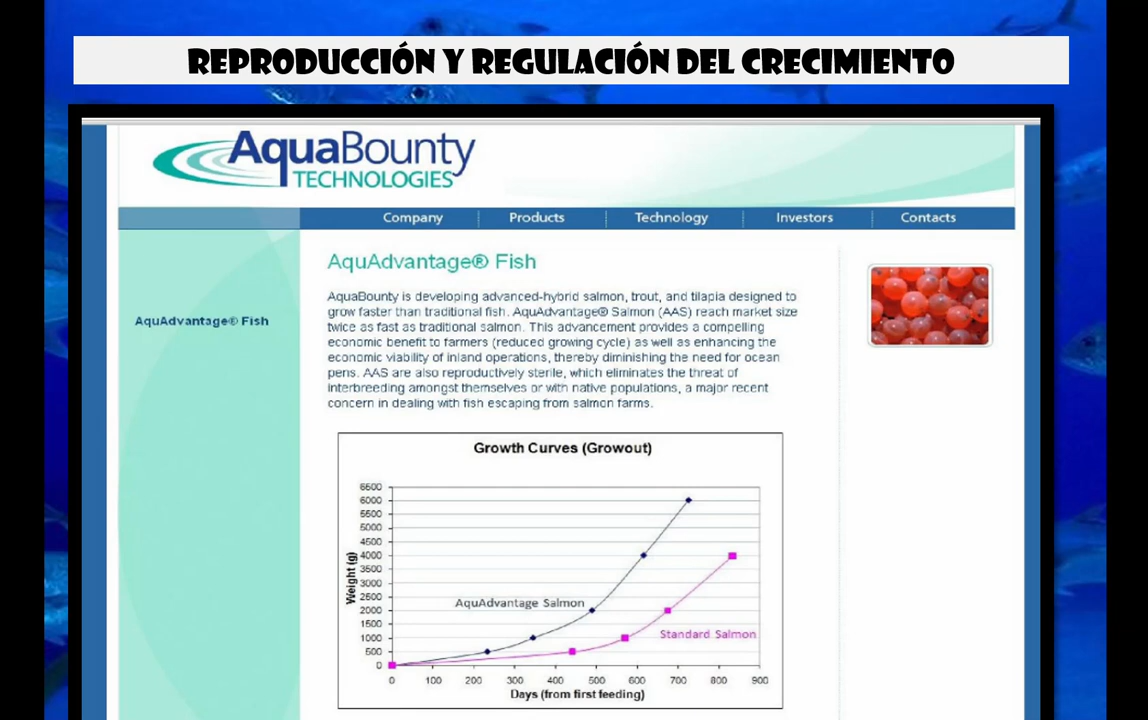 REPRODUCCIÓN Y REGULACIÓN DEL CRECIMIENTO
AquaBounty
TECHNOLOGIES
Company Products Technology Investors Contacts
AquAdvantage® Fish
AquAdvantage® Fish
AquaBounty is developing advanced-hybrid salmon, trout, and tilapia designed to
grow faster than traditional fish. AquAdvantage® Salmon (AAS) reach market size
twice as fast as traditional salmon. This advancement provides a compelling
economic benefit to farmers (reduced growing cycle) as well as enhancing the
economic viability of inland operations, thereby diminishing the need for ocean
pens. AAS are also reproductively sterile, which eliminates the threat of
interbreeding amongst themselves or with native populations, a major recent
concern in dealing with fish escaping from salmon farms.
Growth Curves (Growout)
6500
6000
5500
5000
4500
4000
3500
3000
2500
2000
1500
1000
500
0
Weight (g)
AquAdvantage Salmon
Standard Salmon
0 100 200 300 400 500 600 700 800 900
Days (from first feeding)